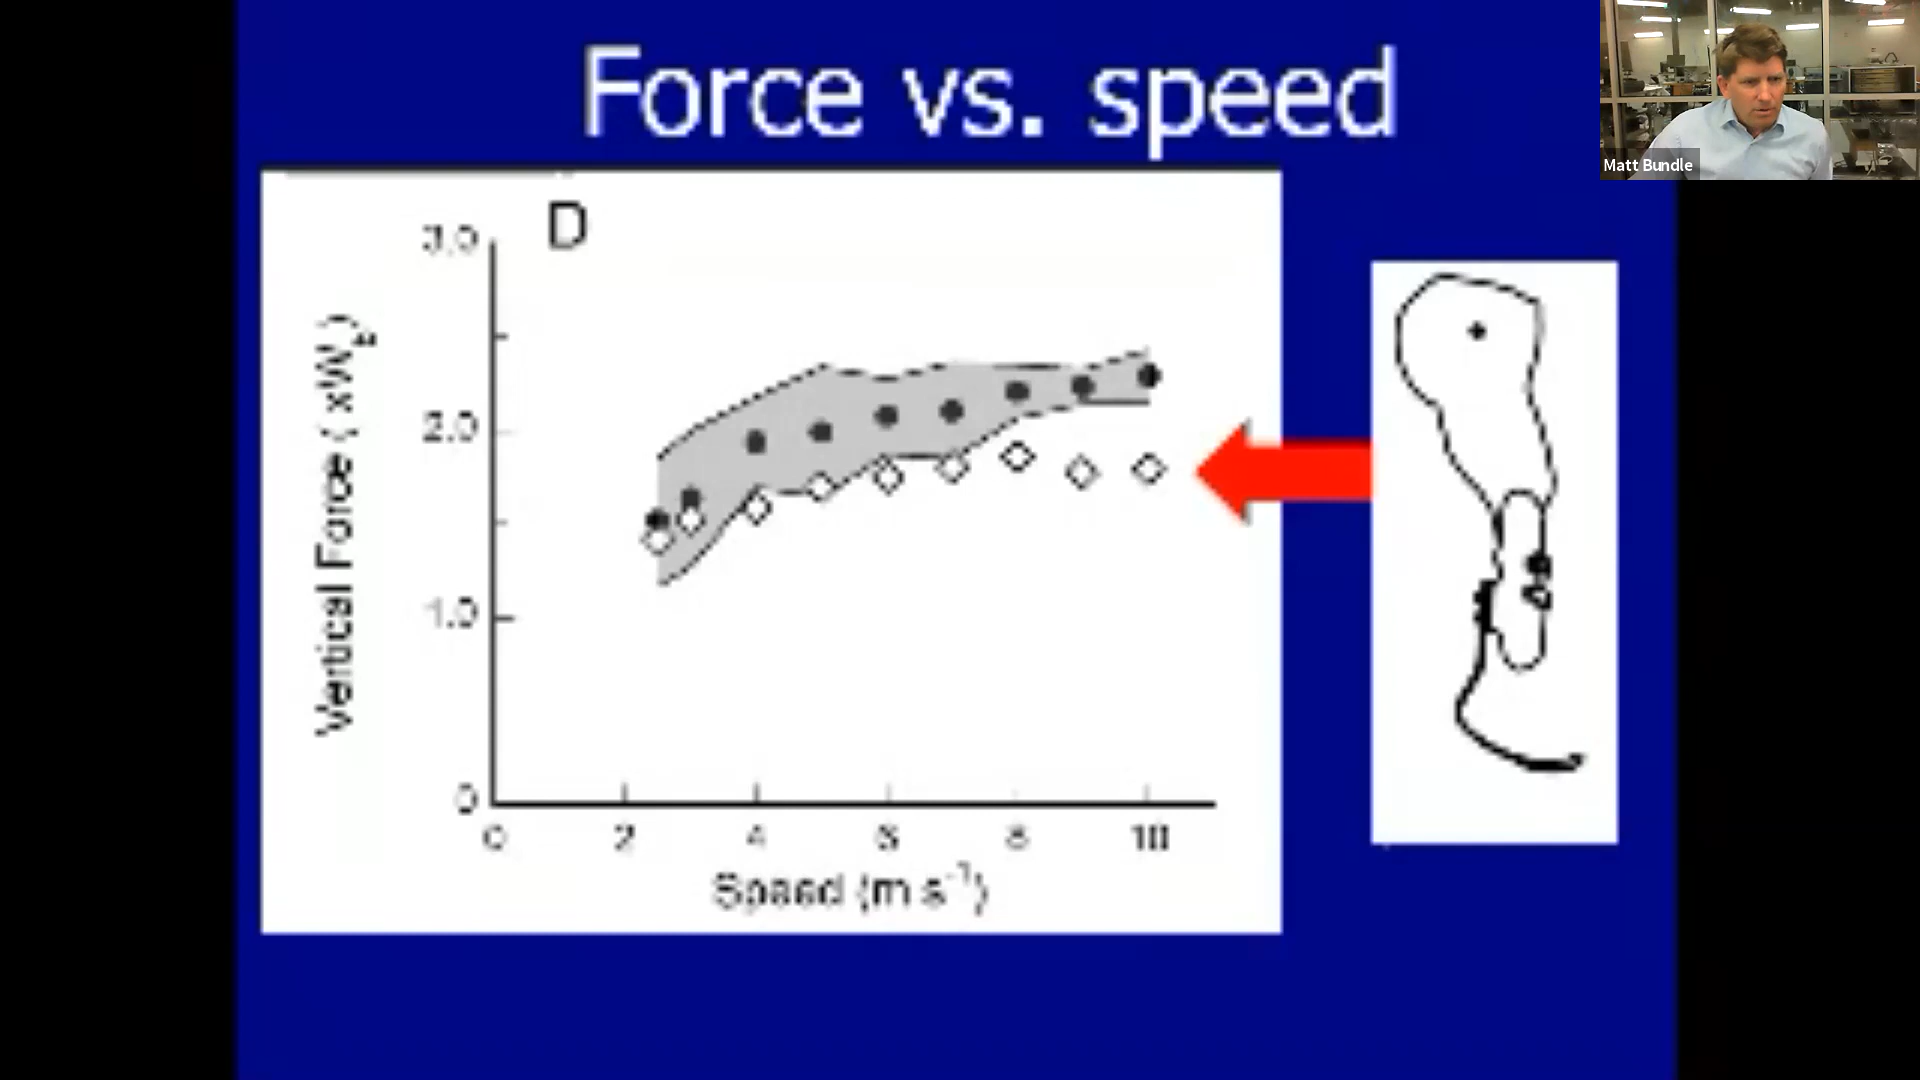 Force vs. speed
Matt Bundle
D
3.0
2.0
1.0
0
Vertical Force ( xWb)
0 2 4 6 8 10
Speed (m s⁻¹)